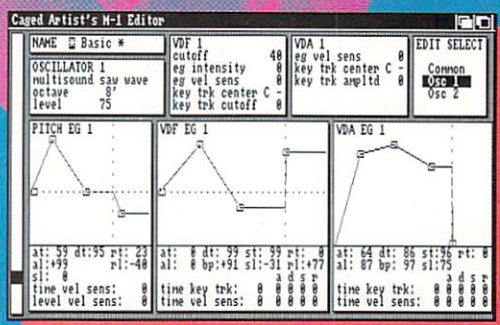 Caged Artist's M-1 Editor
NAME Basic *
OSCILLATOR 1
multisound saw wave
octave 8'
level 75
VDF 1
cutoff 40
eg intensity 0
eg vel sens 0
key trk center C -
key trk cutoff 0
VDA 1
eg vel sens 0
key trk center C -
key trk ampltd 0
EDIT SELECT
Common
Osc 1
Osc 2
PITCH EG 1
at: 59 dt:95 rt: 23
al:+99 rl:-40
sl: 0
time vel sens: 0
level vel sens: 0
VDF EG 1
at: 0 dt: 99 st: 99 rt: 0
al: 0 bp:+91 sl:-31 rl:+77
a d s r
time key trk: 0 0 0 0
time vel sens: 0 0 0 0
VDA EG 1
at: 64 dt: 86 st:96 rt: 0
al: 87 bp: 97 sl:75
a d s r
time key trk: 0 0 0 0
time vel sens: 0 0 0 0